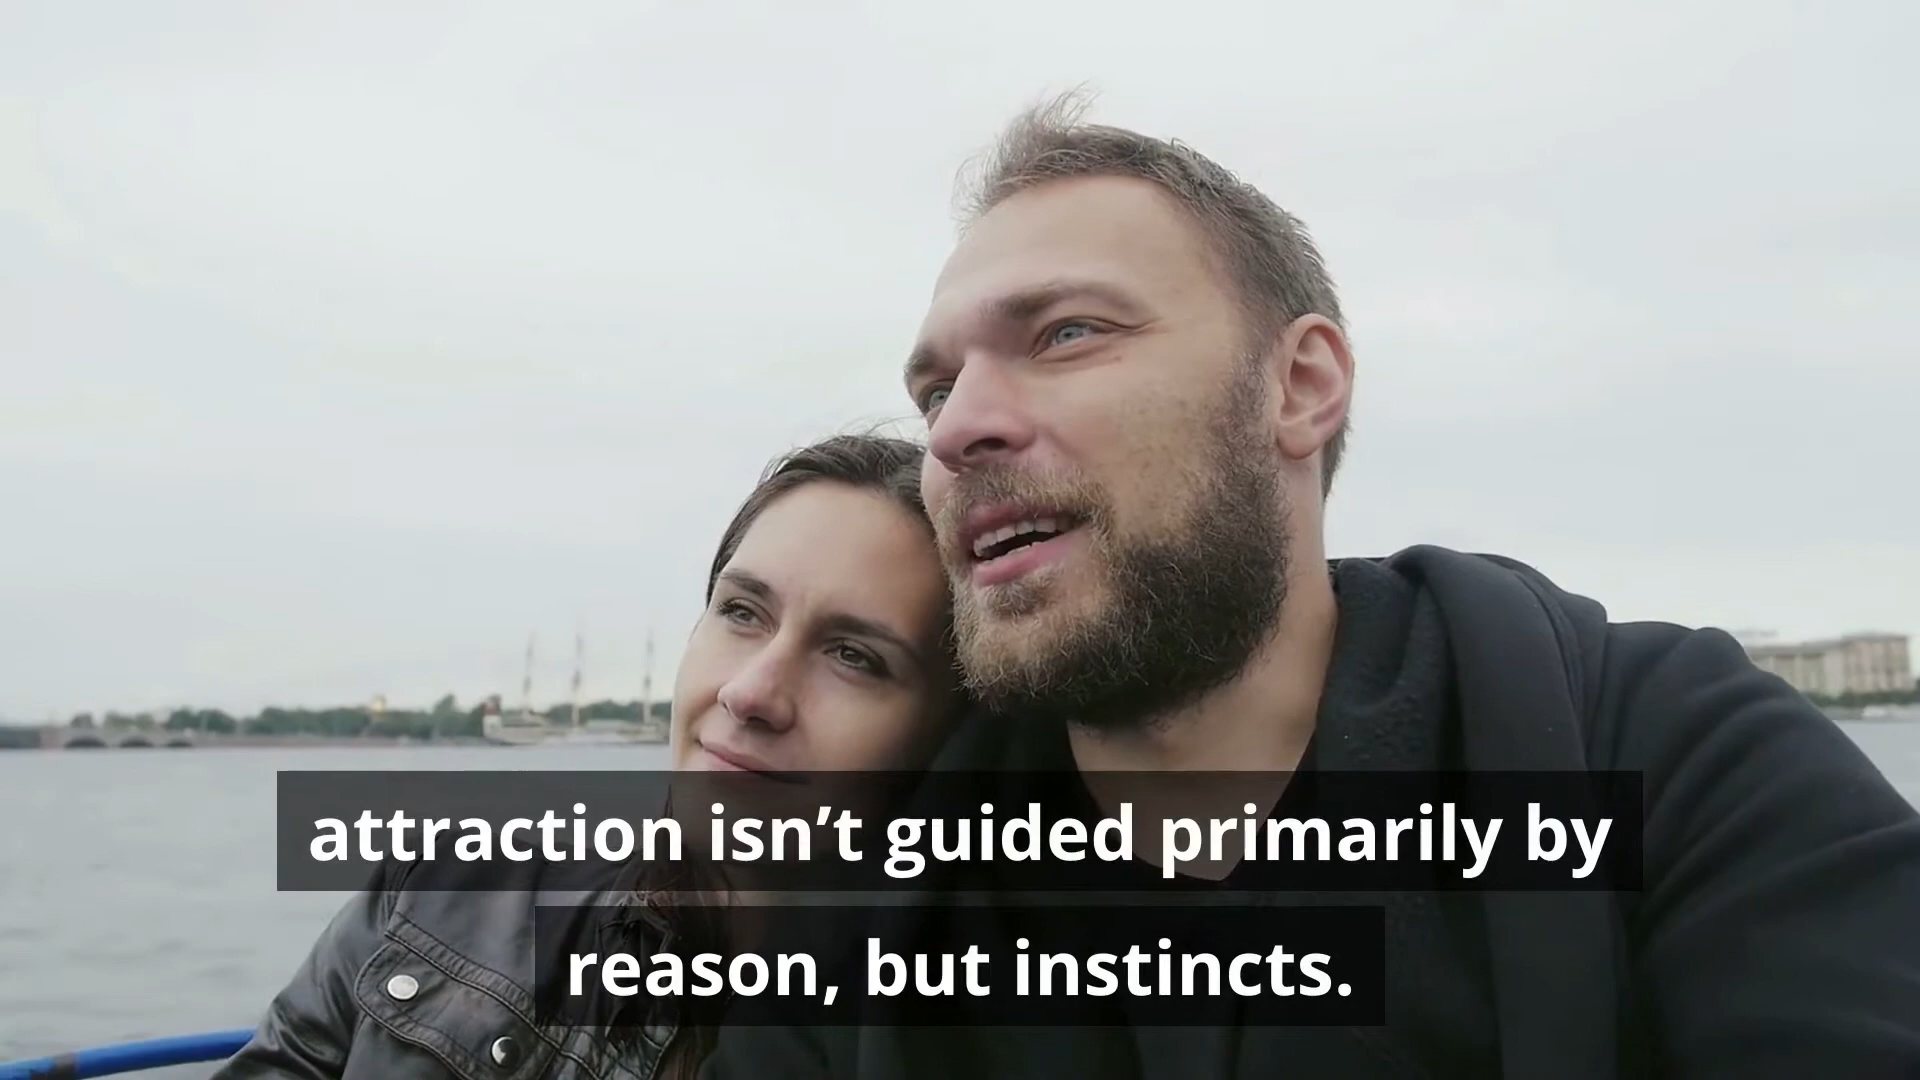 attraction isn’t guided primarily by
reason, but instincts.